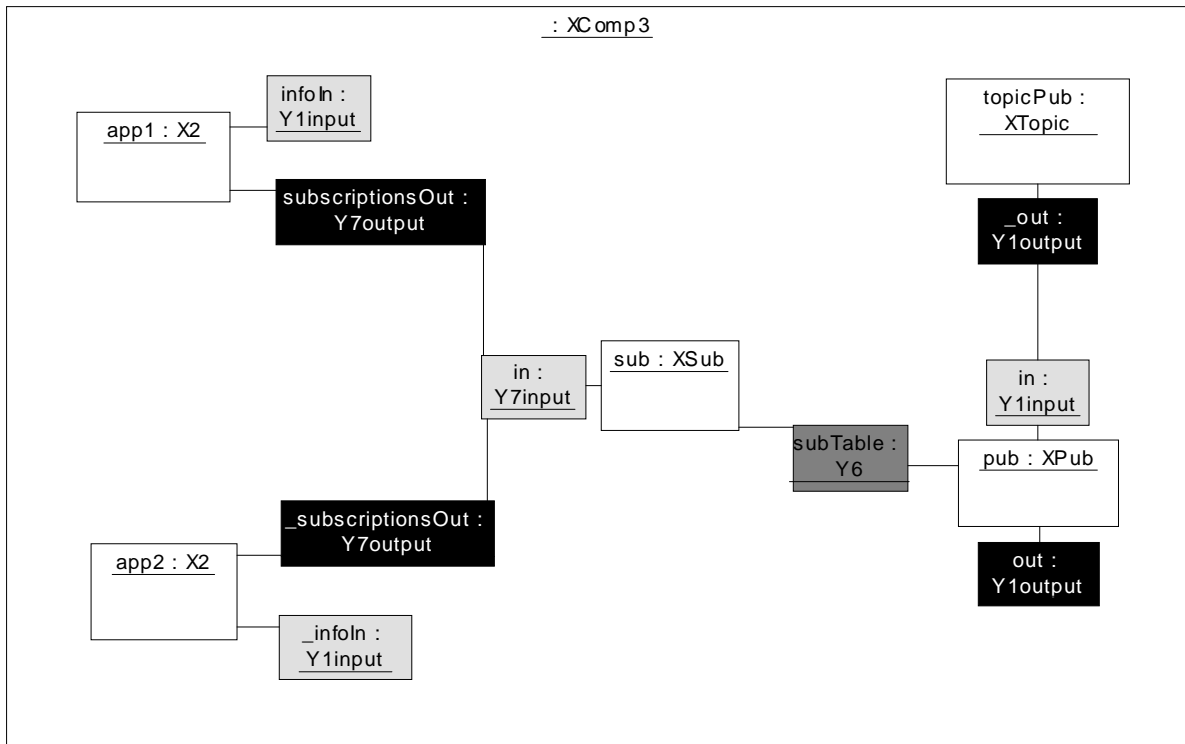 : XComp3
infoIn :
Y1input
app1 : X2
subscriptionsOut :
Y7output
topicPub :
XTopic
_out :
Y1output
in :
Y7input
sub : XSub
in :
Y1input
subTable :
Y6
pub : XPub
_subscriptionsOut :
Y7output
app2 : X2
out :
Y1output
_infoIn :
Y1input